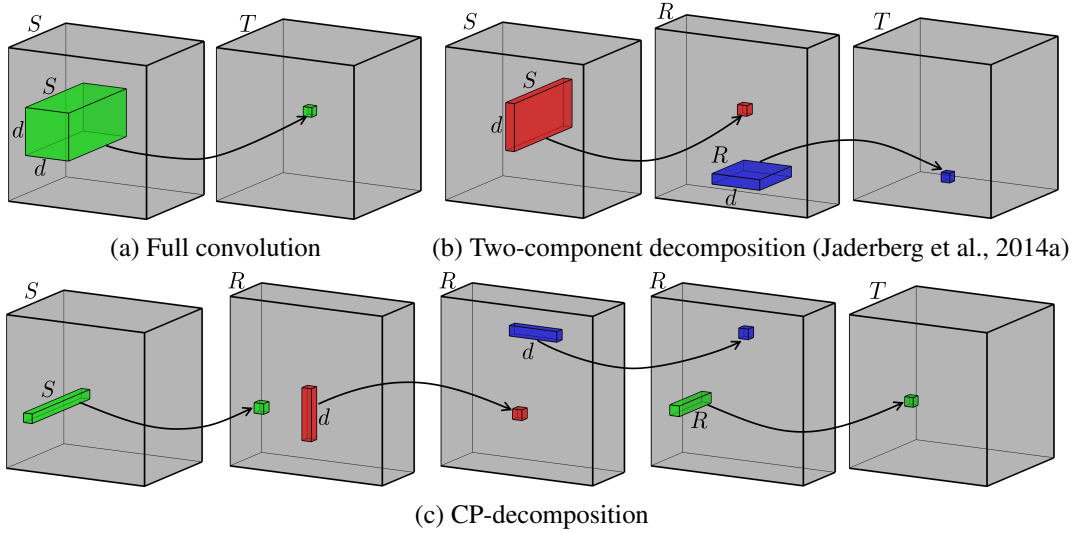 S T S R T
S S
d d d R
d d
(a) Full convolution (b) Two-component decomposition (Jaderberg et al., 2014a)
S R R R T
S d d R
(c) CP-decomposition